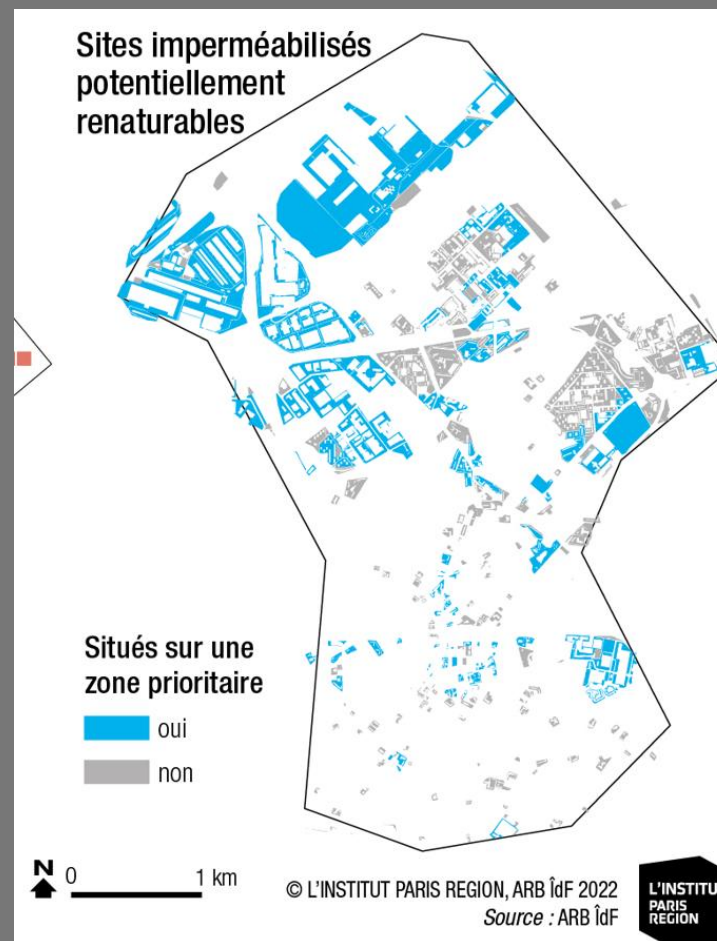 Sites imperméabilisés
potentiellement
renaturables
Situés sur une
zone prioritaire
oui
non
N
0 1 km
© L'INSTITUT PARIS REGION, ARB ÎdF 2022
Source : ARB ÎdF
L'INSTITU
PARIS
REGION